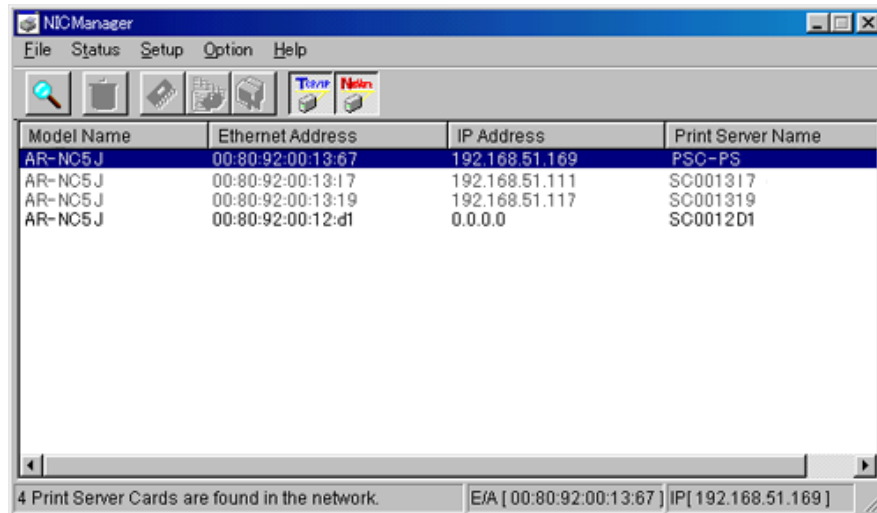 NICManager
File Status Setup Option Help
Model Name Ethernet Address IP Address Print Server Name
AR-NC5J 00:80:92:00:13:67 192.168.51.169 PSC-PS
AR-NC5J 00:80:92:00:13:17 192.168.51.111 SC001317
AR-NC5J 00:80:92:00:13:19 192.168.51.117 SC001319
AR-NC5J 00:80:92:00:12:d1 0.0.0.0 SC0012D1
4 Print Server Cards are found in the network. E/A [ 00:80:92:00:13:67 ] IP[ 192.168.51.169 ]